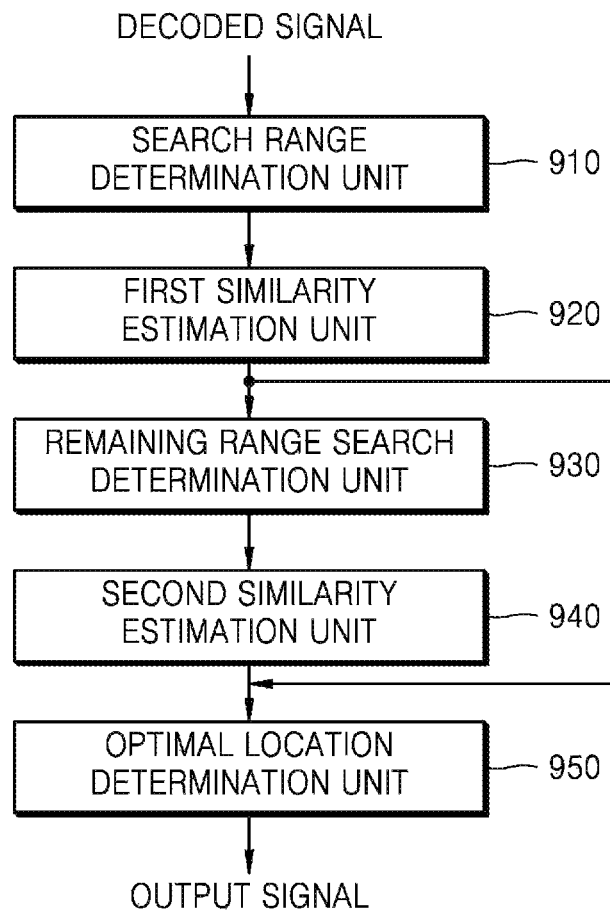 DECODED SIGNAL
SEARCH RANGE
DETERMINATION UNIT
910
FIRST SIMILARITY
ESTIMATION UNIT
920
REMAINING RANGE SEARCH
DETERMINATION UNIT
930
SECOND SIMILARITY
ESTIMATION UNIT
940
OPTIMAL LOCATION
DETERMINATION UNIT
950
OUTPUT SIGNAL